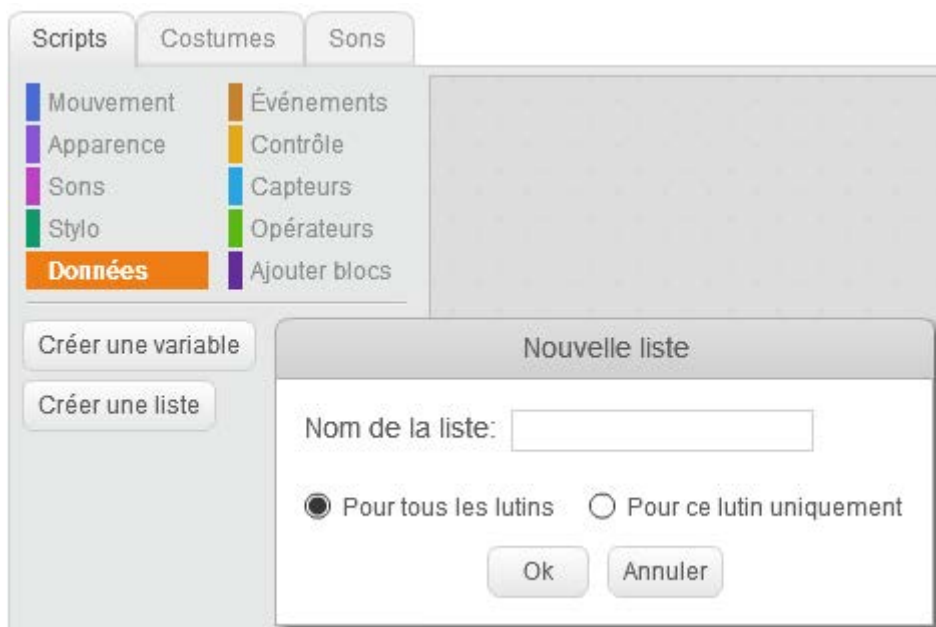 Scripts Costumes Sons
Mouvement Événements
Apparence Contrôle
Sons Capteurs
Stylo Opérateurs
Données Ajouter blocs
Créer une variable
Créer une liste
Nouvelle liste
Nom de la liste:
Pour tous les lutins Pour ce lutin uniquement
Ok Annuler